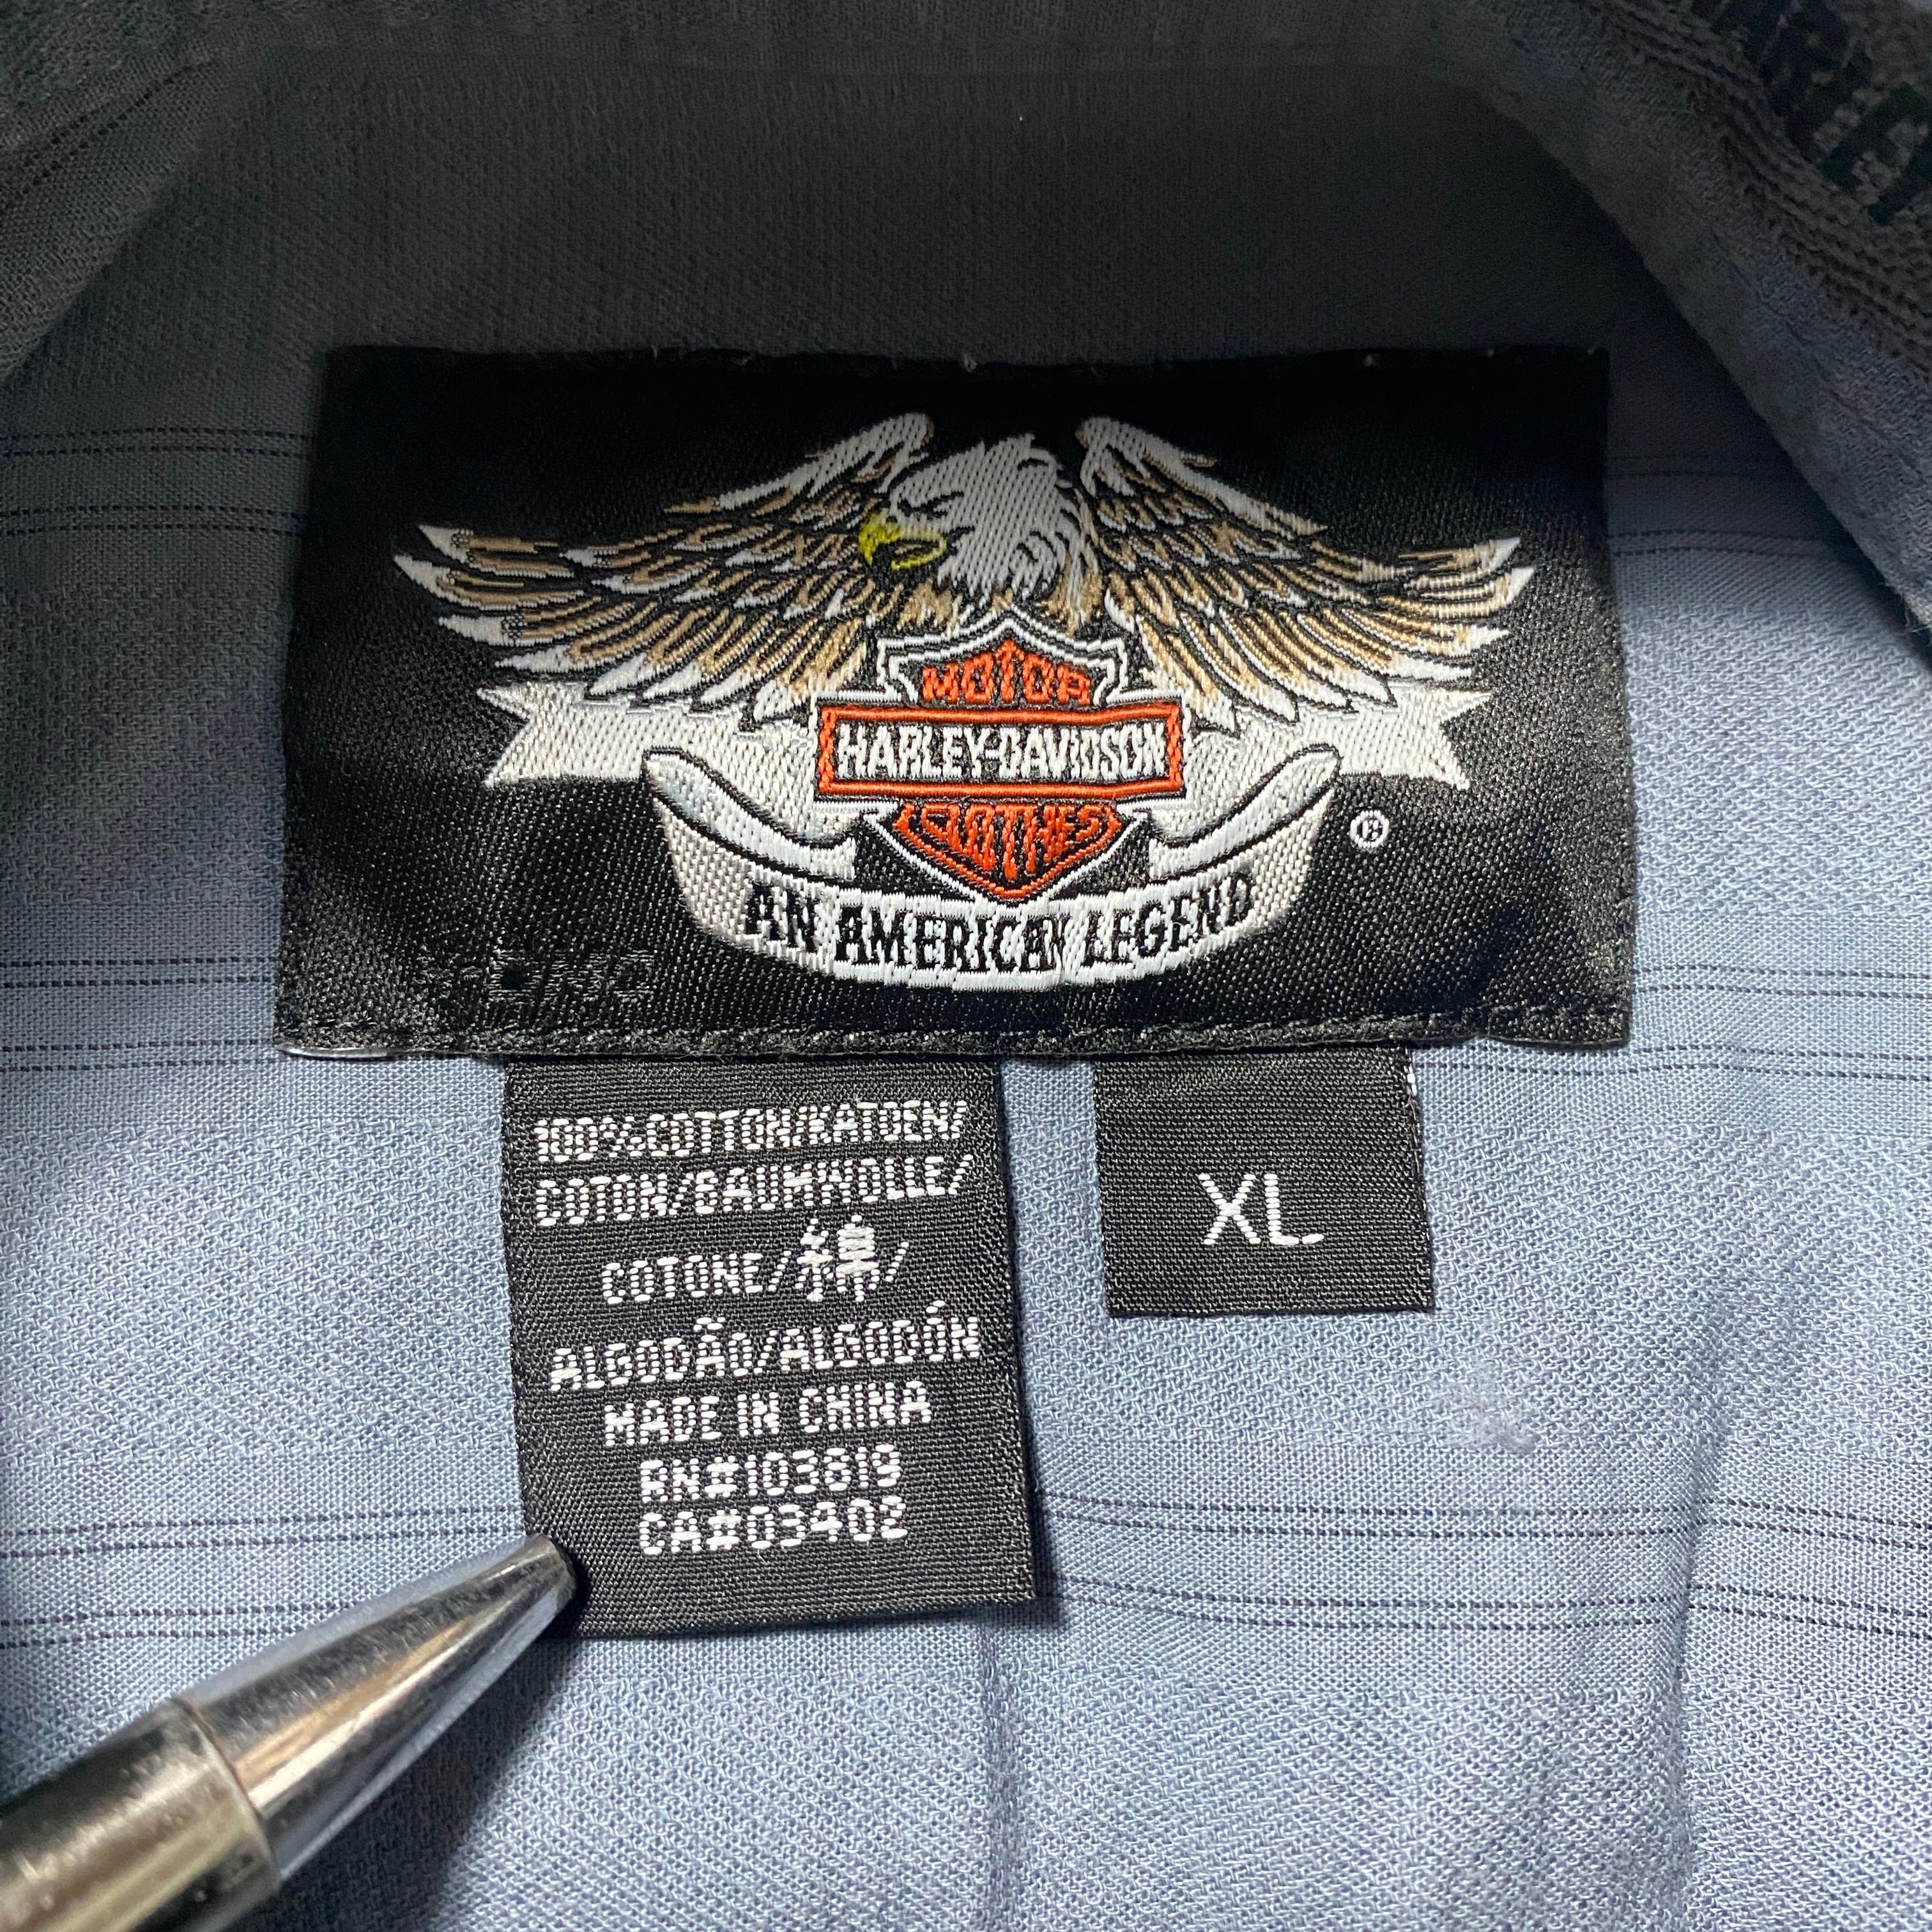 MOTOR
HARLEY-DAVIDSON
CLOTHES
®
AN AMERICAN LEGEND
100%COTTON/KATOEN/
COTON/BAUMWOLLE/
COTONE/綿/
ALGODÃO/ALGODÓN
MADE IN CHINA
RN#103819
CA#03402
XL